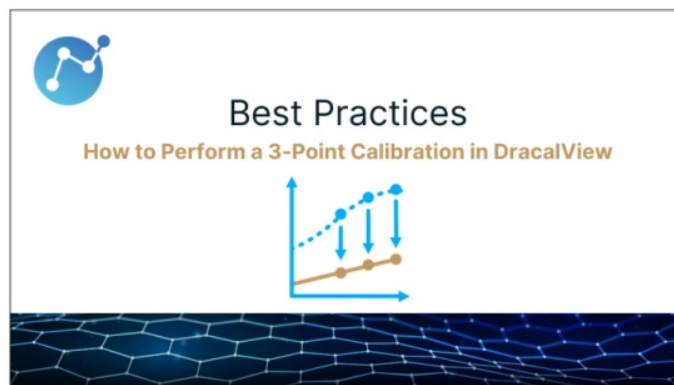 Best Practices
How to Perform a 3-Point Calibration in DracalView